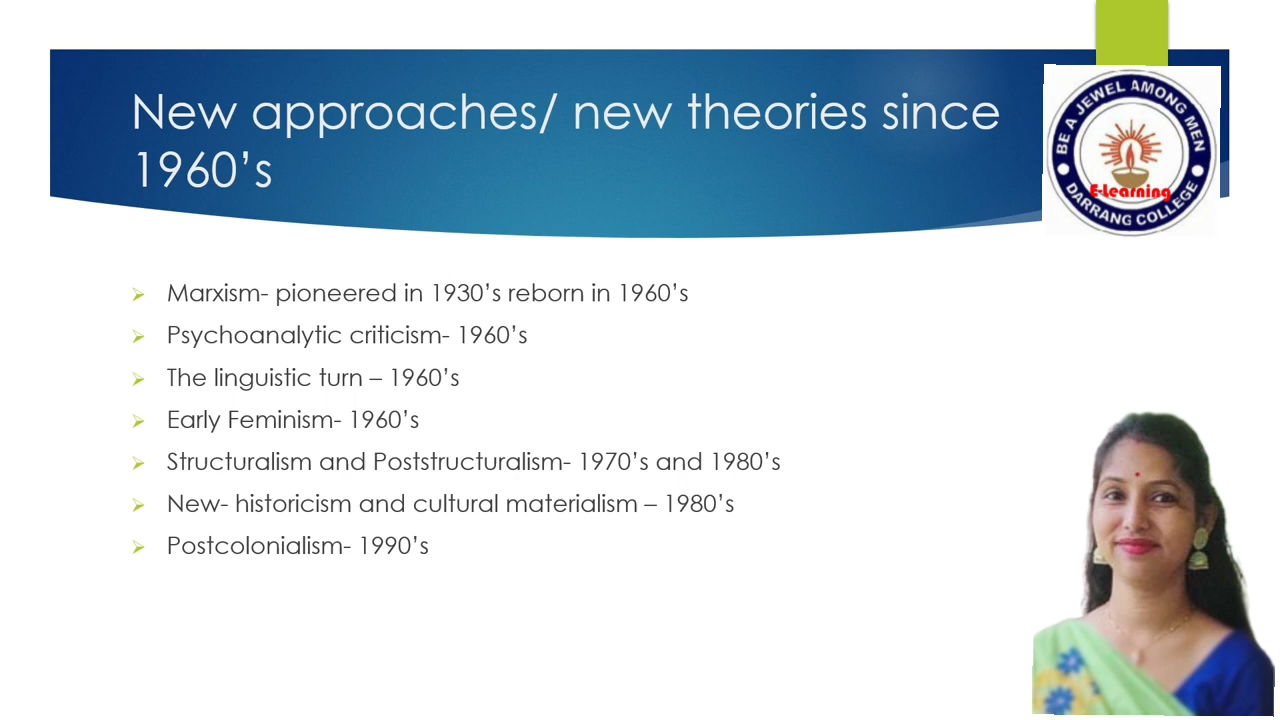 New approaches/ new theories since
1960’s
BE A JEWEL AMONG MEN
E-Learning
DARRANG COLLEGE
Marxism- pioneered in 1930’s reborn in 1960’s
Psychoanalytic criticism- 1960’s
The linguistic turn – 1960’s
Early Feminism- 1960’s
Structuralism and Poststructuralism- 1970’s and 1980’s
New- historicism and cultural materialism – 1980’s
Postcolonialism- 1990’s